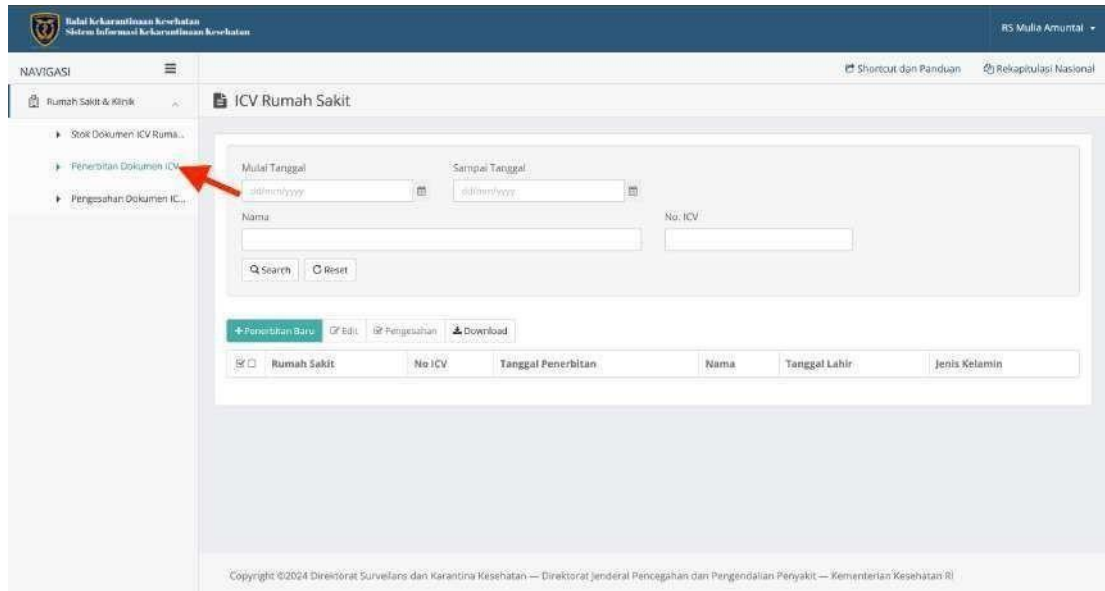 Balai Kekarantinaan Kesehatan
Sistem Informasi Kekarantinaan Kesehatan
RS Mulia Amuntai
NAVIGASI
Shortcut dan Panduan
Rekapitulasi Nasional
Rumah Sakit & Klinik
ICV Rumah Sakit
Stok Dokumen ICV Ruma...
Penerbitan Dokumen ICV
Pengesahan Dokumen IC...
Mulai Tanggal
Sampai Tanggal
dd/mm/yyyy
dd/mm/yyyy
Nama
No. ICV
Search
Reset
Penerbitan Baru
Edit
Pengesahan
Download
Rumah Sakit
No ICV
Tanggal Penerbitan
Nama
Tanggal Lahir
Jenis Kelamin
Copyright ©2024 Direktorat Surveilans dan Karantina Kesehatan — Direktorat Jenderal Pencegahan dan Pengendalian Penyakit — Kementerian Kesehatan RI